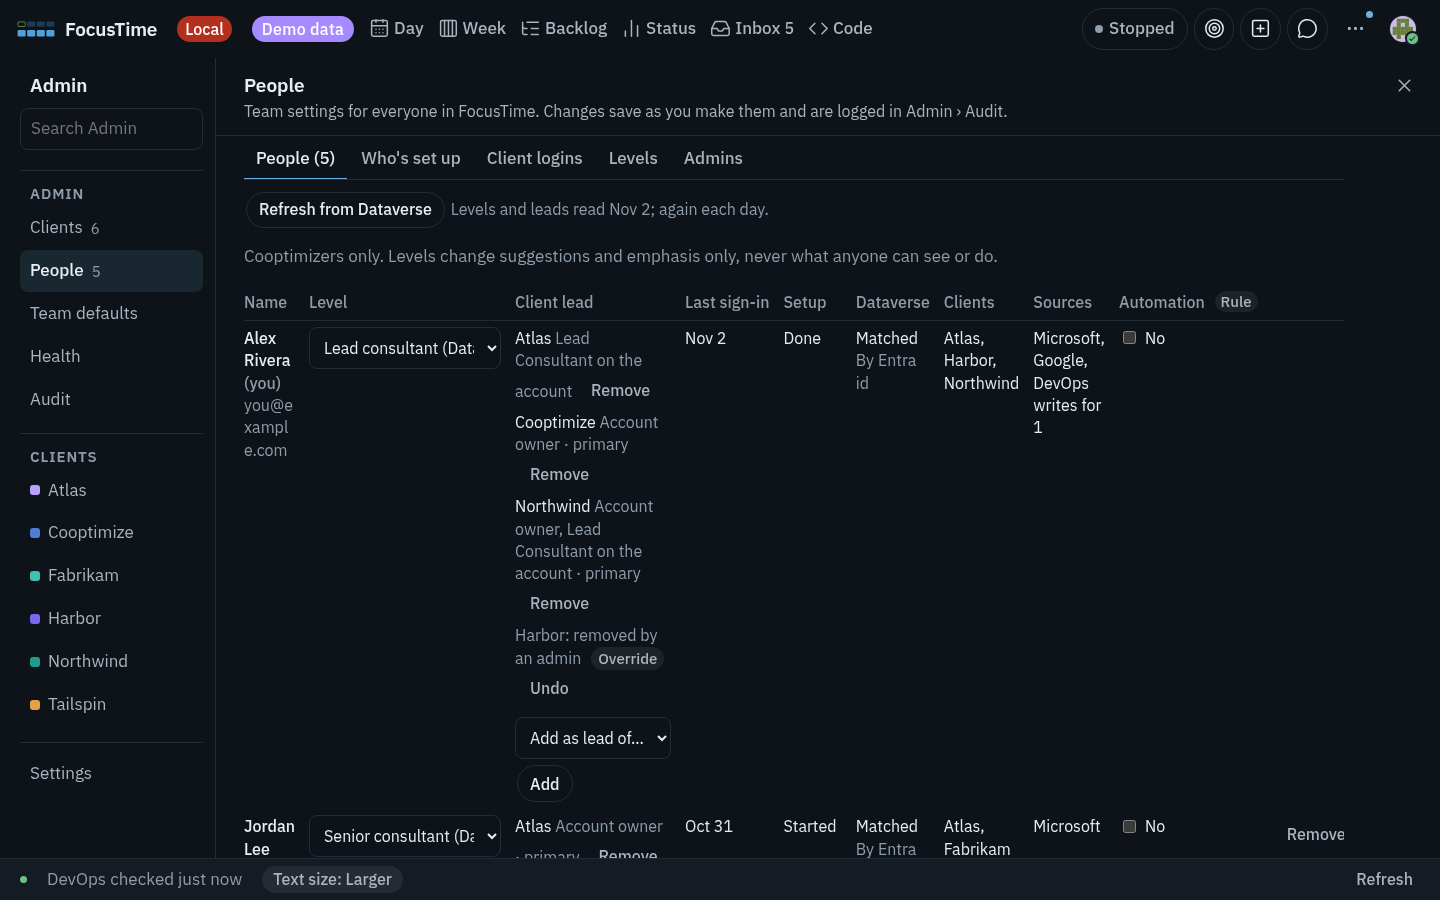 FocusTime Local Demo data Day Week Backlog Status Inbox 5 Code Stopped
Admin
Search Admin
ADMIN
Clients 6
People 5
Team defaults
Health
Audit
CLIENTS
Atlas
Cooptimize
Fabrikam
Harbor
Northwind
Tailspin
Settings
People
Team settings for everyone in FocusTime. Changes save as you make them and are logged in Admin › Audit.
People (5) Who's set up Client logins Levels Admins
Refresh from Dataverse Levels and leads read Nov 2; again each day.
Cooptimizers only. Levels change suggestions and emphasis only, never what anyone can see or do.
Name Level Client lead Last sign-in Setup Dataverse Clients Sources Automation Rule
Alex
Rivera
(you)
you@e
xampl
e.com
Lead consultant (Data
Atlas Lead
Consultant on the
account Remove
Cooptimize Account
owner · primary
Remove
Northwind Account
owner, Lead
Consultant on the
account · primary
Remove
Harbor: removed by
an admin Override
Undo
Add as lead of...
Add
Nov 2
Done
Matched
By Entra
id
Atlas,
Harbor,
Northwind
Microsoft,
Google,
DevOps
writes for
1
No
Jordan
Lee
Senior consultant (Da
Atlas Account owner
· primary Remove
Oct 31
Started
Matched
By Entra
Atlas,
Fabrikam
Microsoft
No
Remove
DevOps checked just now Text size: Larger Refresh